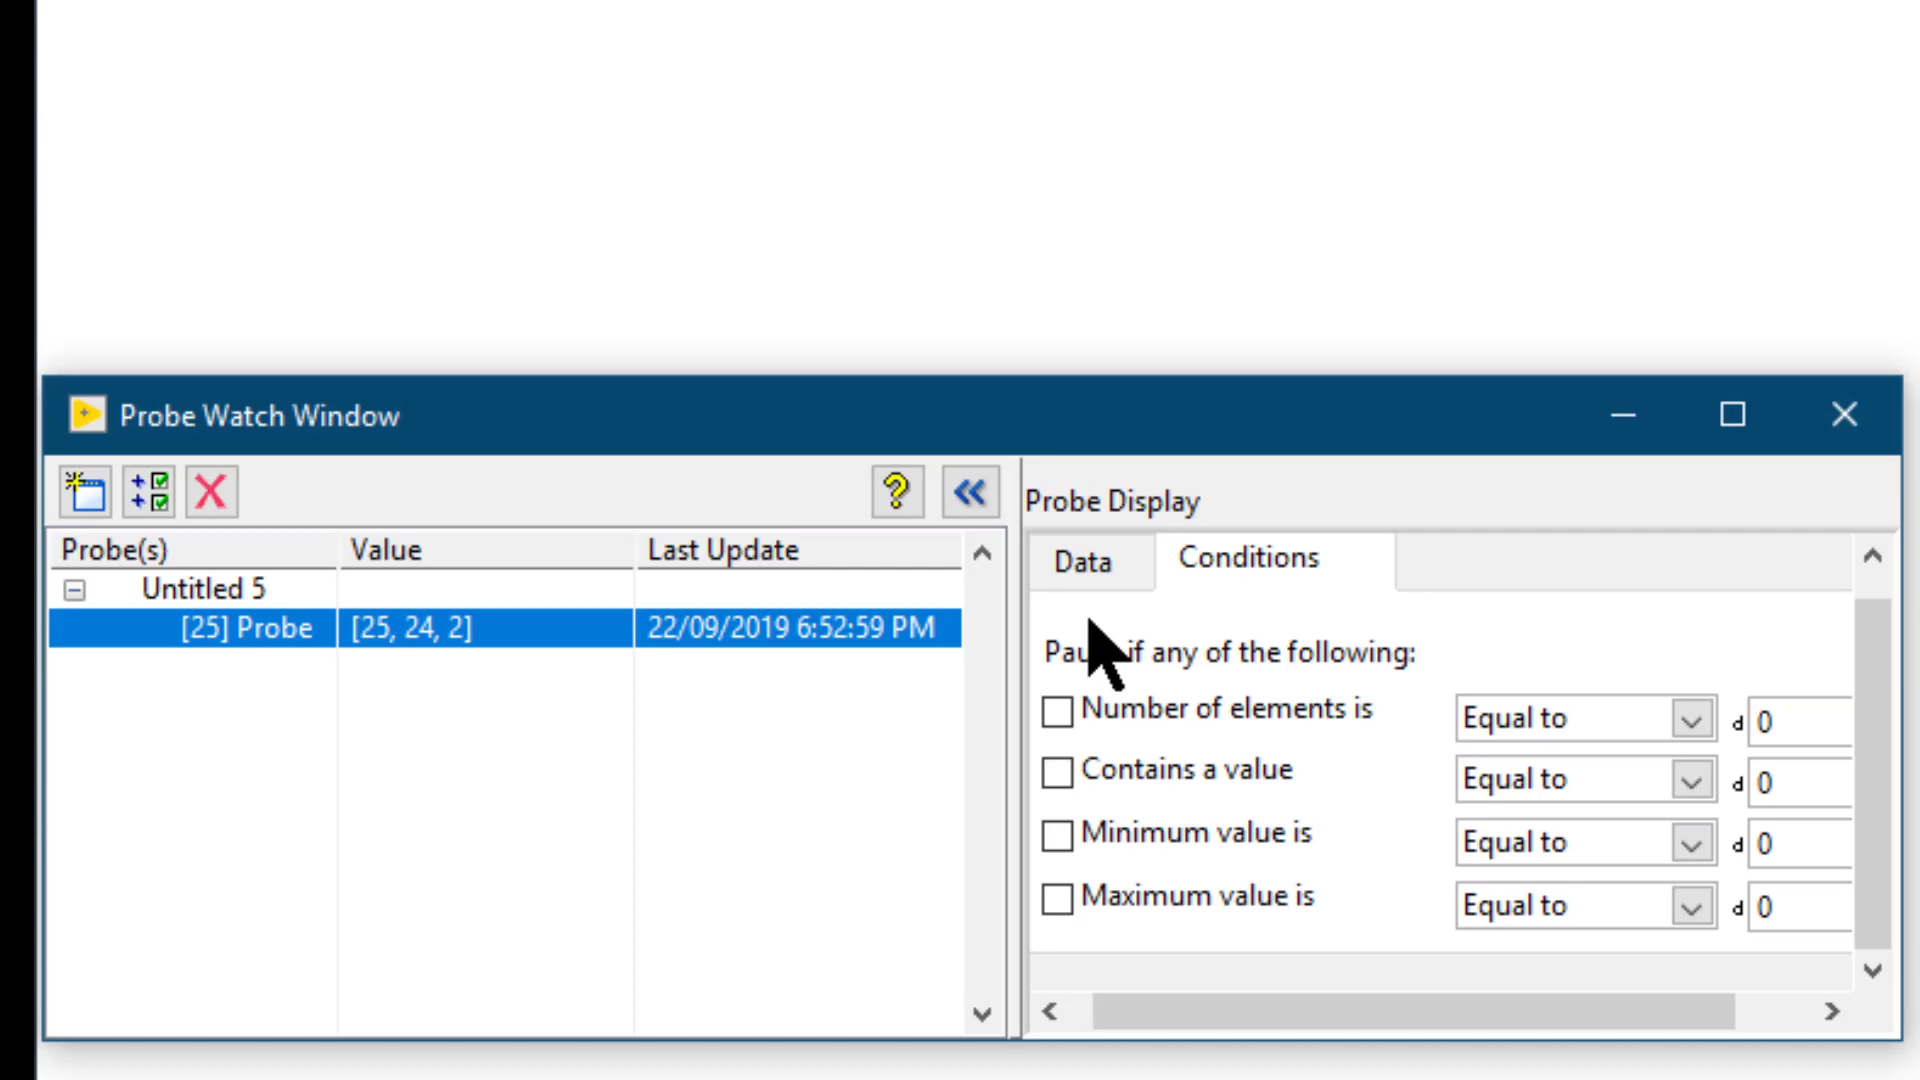 Probe Watch Window
Probe Display
Probe(s) Value Last Update
Untitled 5
[25] Probe [25, 24, 2] 22/09/2019 6:52:59 PM
Data Conditions
if any of the following:
Number of elements is Equal to d 0
Contains a value Equal to d 0
Minimum value is Equal to d 0
Maximum value is Equal to d 0